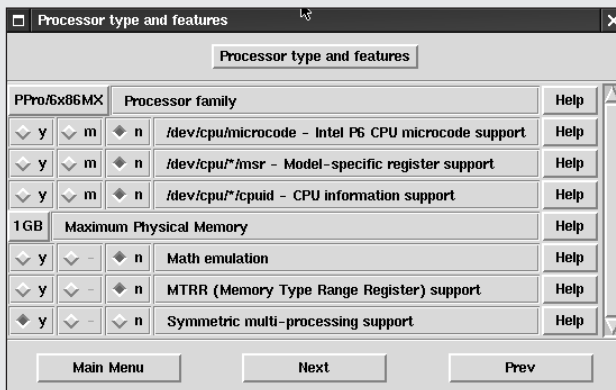 Processor type and features
Processor type and features
PPro/6x86MX Processor family Help
y m n /dev/cpu/microcode - Intel P6 CPU microcode support Help
y m n /dev/cpu/*/msr - Model-specific register support Help
y m n /dev/cpu/*/cpuid - CPU information support Help
1GB Maximum Physical Memory Help
y - n Math emulation Help
y - n MTRR (Memory Type Range Register) support Help
y - n Symmetric multi-processing support Help
Main Menu Next Prev